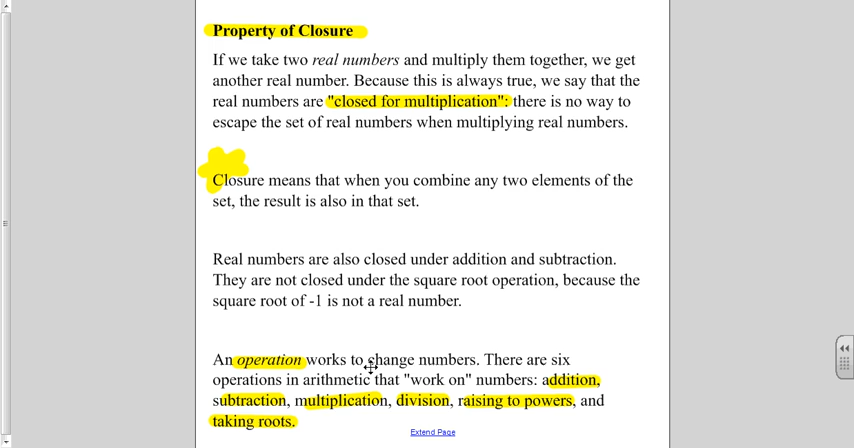 Property of Closure
If we take two real numbers and multiply them together, we get
another real number. Because this is always true, we say that the
real numbers are "closed for multiplication": there is no way to
escape the set of real numbers when multiplying real numbers.
Closure means that when you combine any two elements of the
set, the result is also in that set.
Real numbers are also closed under addition and subtraction.
They are not closed under the square root operation, because the
square root of -1 is not a real number.
An operation works to change numbers. There are six
operations in arithmetic that "work on" numbers: addition,
subtraction, multiplication, division, raising to powers, and
taking roots.
Extend Page